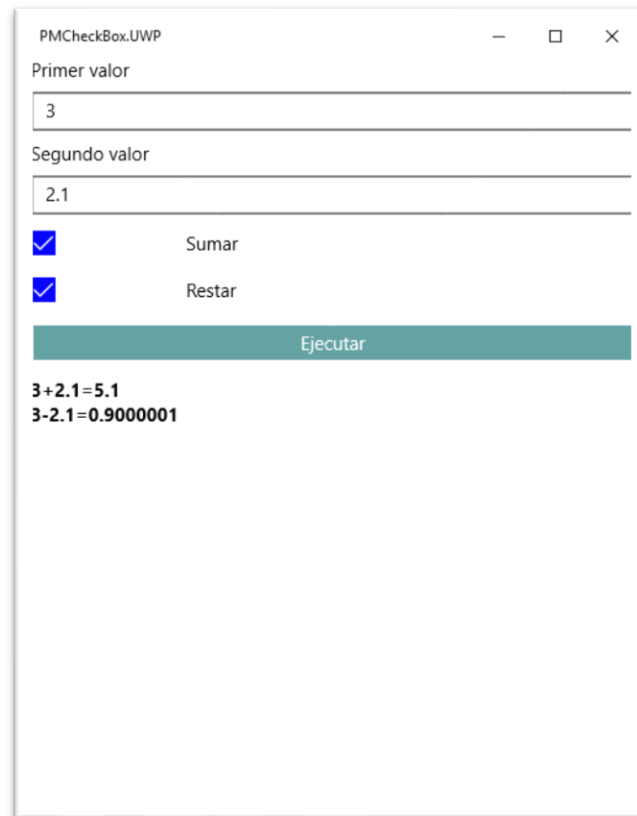 PMCheckBox.UWP
Primer valor
3
Segundo valor
2.1
Sumar
Restar
Ejecutar
3+2.1=5.1
3-2.1=0.9000001